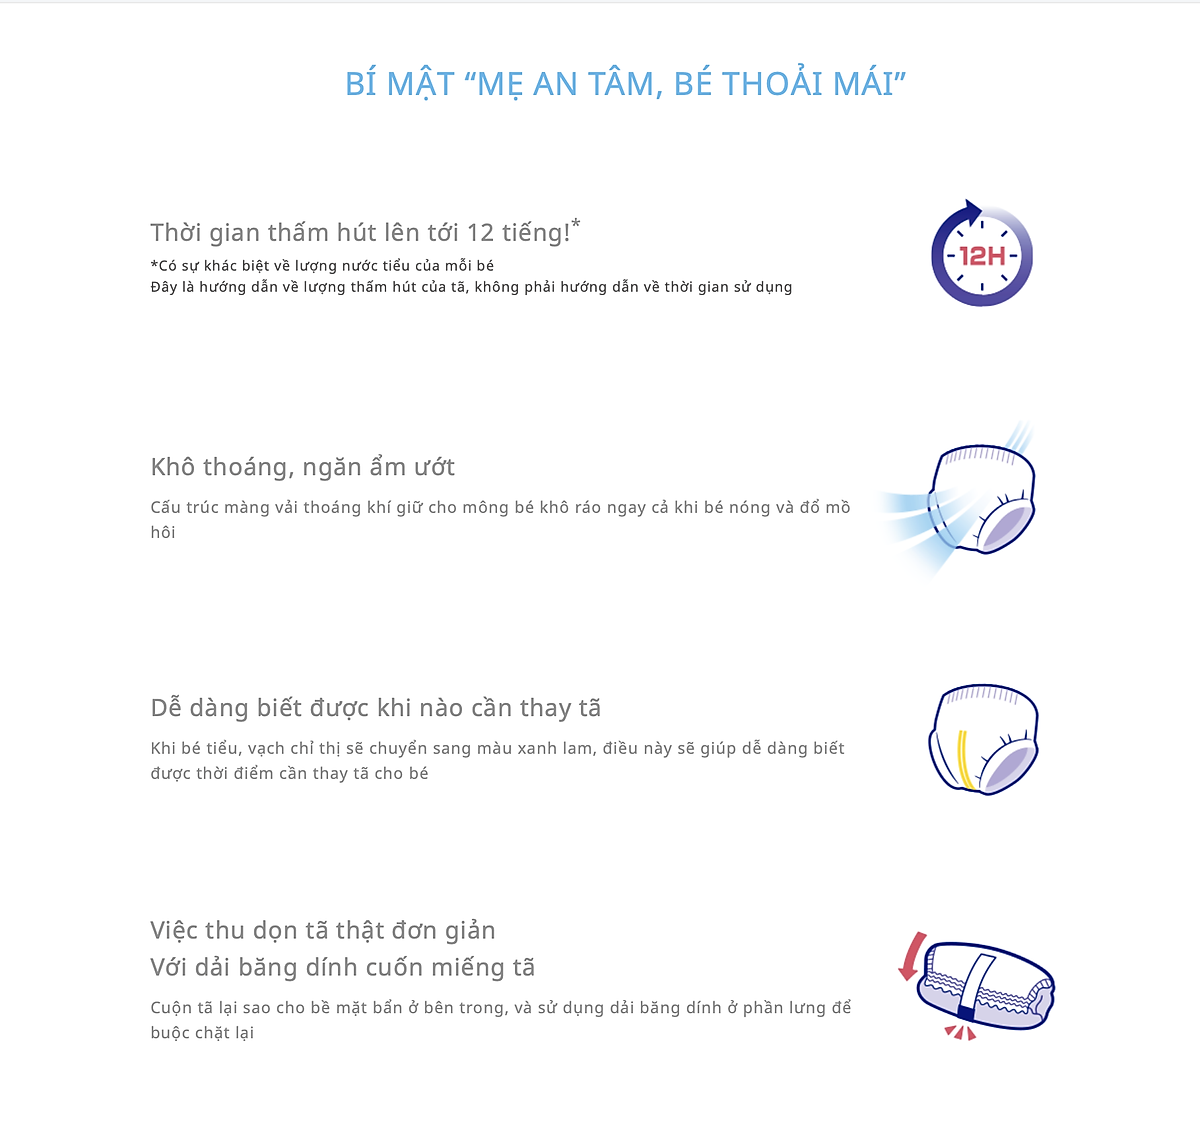 BÍ MẬT “MẸ AN TÂM, BÉ THOẢI MÁI”
Thời gian thấm hút lên tới 12 tiếng!*
*Có sự khác biệt về lượng nước tiểu của mỗi bé
Đây là hướng dẫn về lượng thấm hút của tã, không phải hướng dẫn về thời gian sử dụng
12H
Khô thoáng, ngăn ẩm ướt
Cấu trúc màng vải thoáng khí giữ cho mông bé khô ráo ngay cả khi bé nóng và đổ mồ
hôi
Dễ dàng biết được khi nào cần thay tã
Khi bé tiểu, vạch chỉ thị sẽ chuyển sang màu xanh lam, điều này sẽ giúp dễ dàng biết
được thời điểm cần thay tã cho bé
Việc thu dọn tã thật đơn giản
Với dải băng dính cuốn miếng tã
Cuộn tã lại sao cho bề mặt bẩn ở bên trong, và sử dụng dải băng dính ở phần lưng để
buộc chặt lại